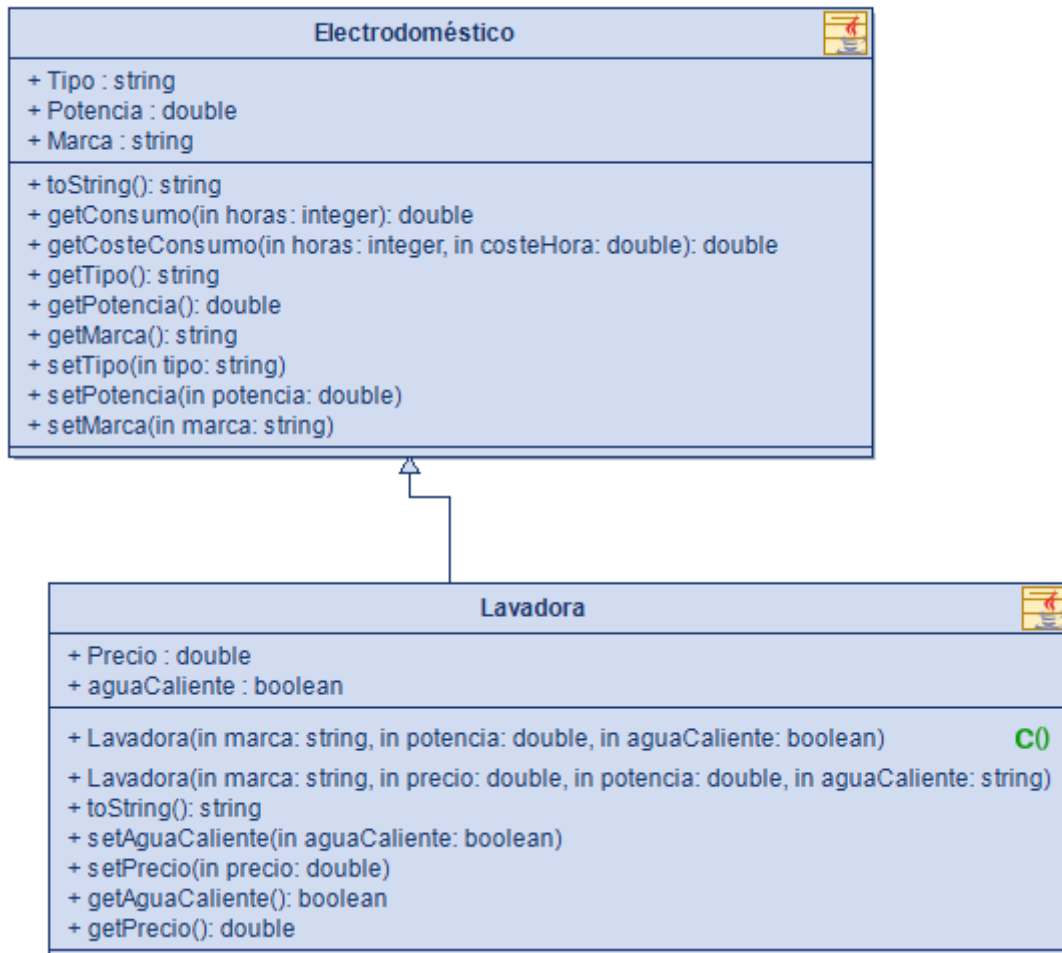 Electrodoméstico
+ Tipo : string
+ Potencia : double
+ Marca : string
+ toString(): string
+ getConsumo(in horas: integer): double
+ getCosteConsumo(in horas: integer, in costeHora: double): double
+ getTipo(): string
+ getPotencia(): double
+ getMarca(): string
+ setTipo(in tipo: string)
+ setPotencia(in potencia: double)
+ setMarca(in marca: string)
Lavadora
+ Precio : double
+ aguaCaliente : boolean
+ Lavadora(in marca: string, in potencia: double, in aguaCaliente: boolean) C()
+ Lavadora(in marca: string, in precio: double, in potencia: double, in aguaCaliente: string)
+ toString(): string
+ setAguaCaliente(in aguaCaliente: boolean)
+ setPrecio(in precio: double)
+ getAguaCaliente(): boolean
+ getPrecio(): double